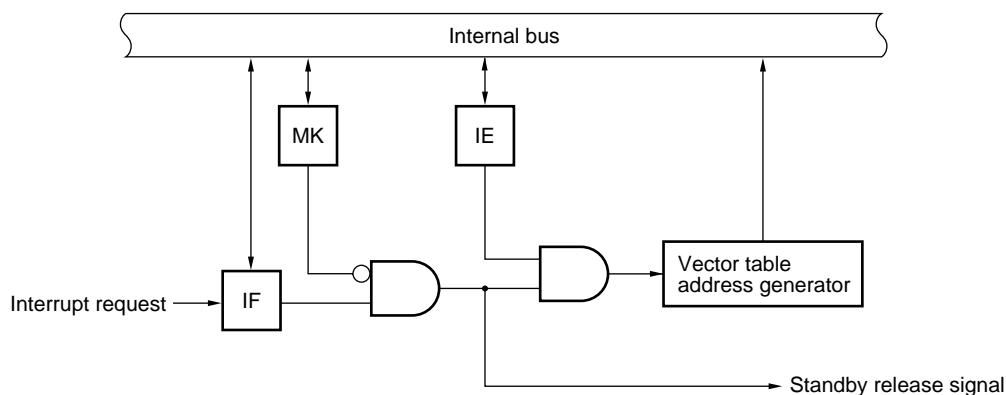 Internal bus
MK
IE
Interrupt request
IF
Vector table
address generator
Standby release signal